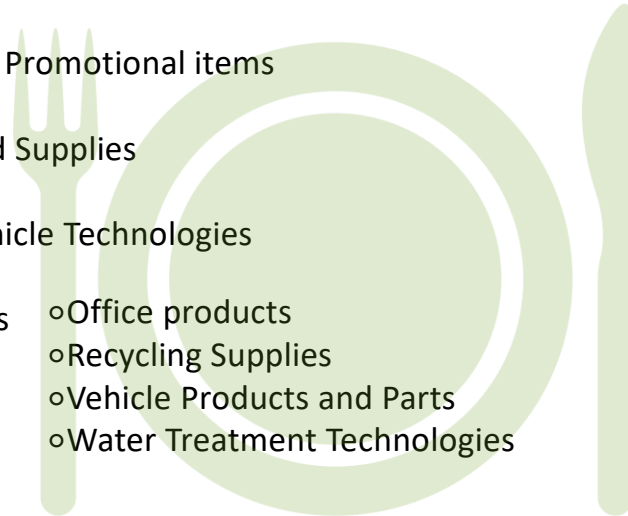 Promotional items
Supplies
Technologies
○Office products
○Recycling Supplies
○Vehicle Products and Parts
○Water Treatment Technologies